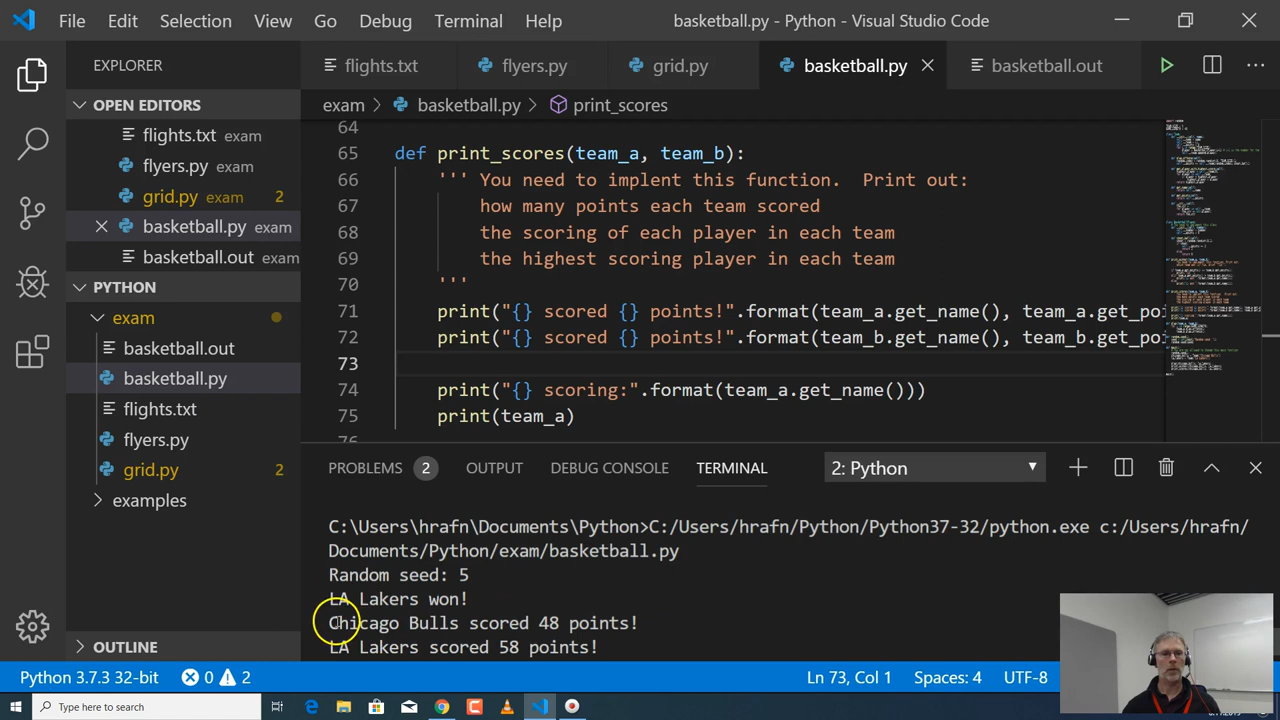 File Edit Selection View Go Debug Terminal Help basketball.py - Python - Visual Studio Code
EXPLORER
flights.txt flyers.py grid.py basketball.py basketball.out
OPEN EDITORS
flights.txt exam
flyers.py exam
grid.py exam 2
basketball.py exam
basketball.out exam
PYTHON
exam
basketball.out
basketball.py
flights.txt
flyers.py
grid.py 2
examples
OUTLINE
exam > basketball.py > print_scores
64
65 def print_scores(team_a, team_b):
66 ''' You need to implent this function. Print out:
67 how many points each team scored
68 the scoring of each player in each team
69 the highest scoring player in each team
70 '''
71 print("{} scored {} points!".format(team_a.get_name(), team_a.get_po
72 print("{} scored {} points!".format(team_b.get_name(), team_b.get_po
73
74 print("{} scoring:".format(team_a.get_name()))
75 print(team_a)
76
PROBLEMS 2 OUTPUT DEBUG CONSOLE TERMINAL 2: Python
C:\Users\hrafn\Documents\Python>C:/Users/hrafn/Python/Python37-32/python.exe c:/Users/hrafn/
Documents/Python/exam/basketball.py
Random seed: 5
LA Lakers won!
Chicago Bulls scored 48 points!
LA Lakers scored 58 points!
Python 3.7.3 32-bit 0 2 Ln 73, Col 1 Spaces: 4 UTF-8
Type here to search